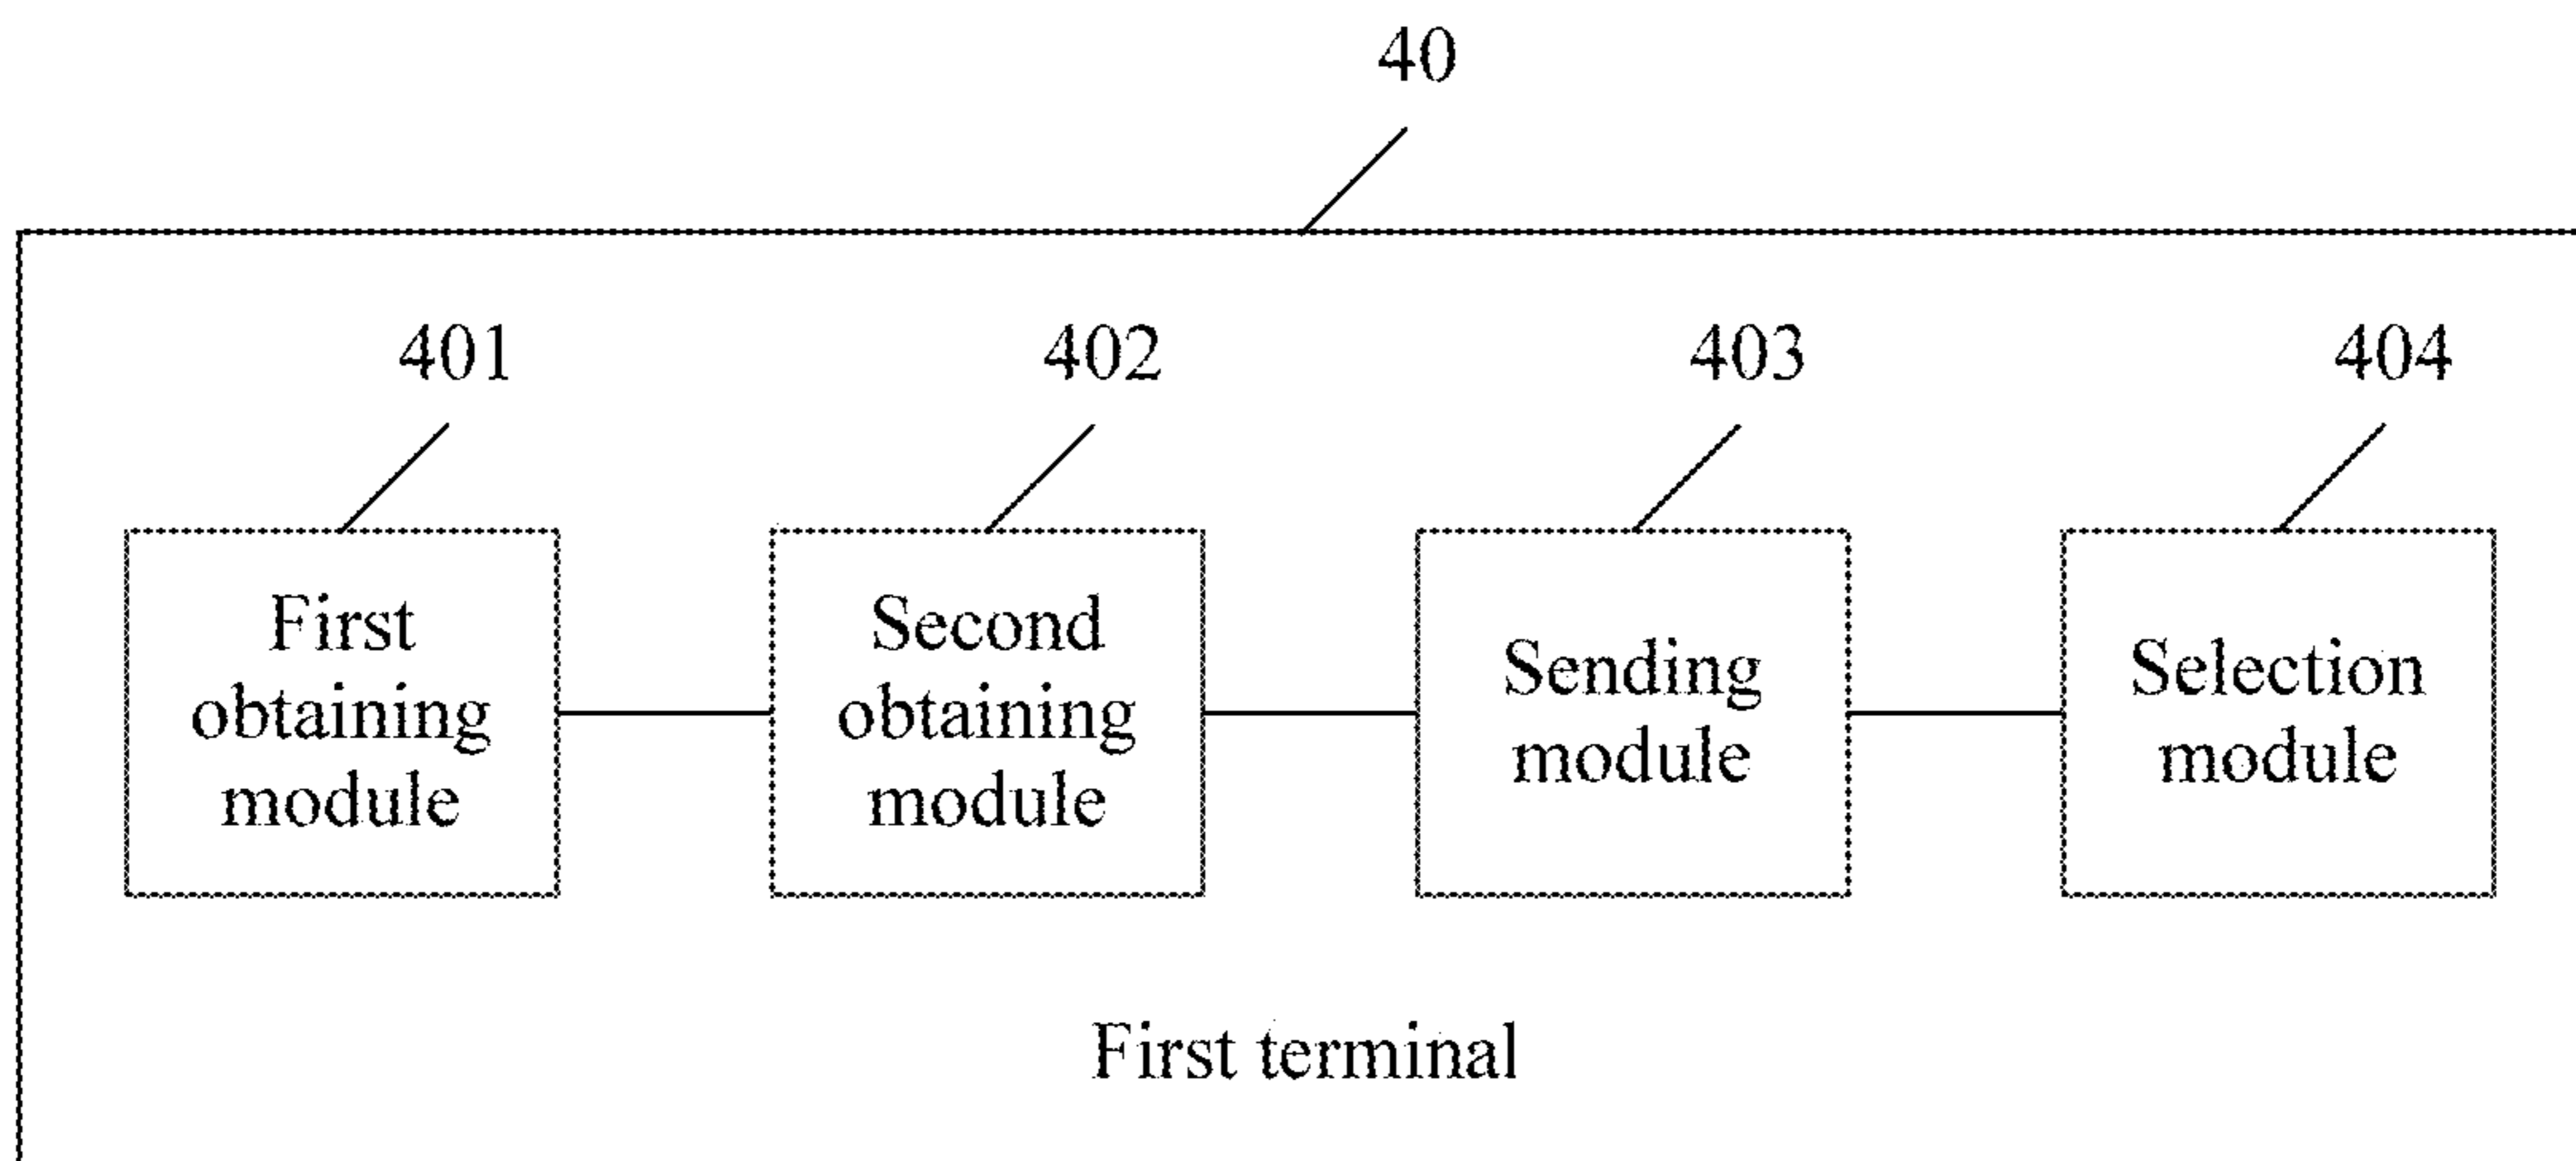 40
401
402
403
404
First
obtaining
module
Second
obtaining
module
Sending
module
Selection
module
First terminal